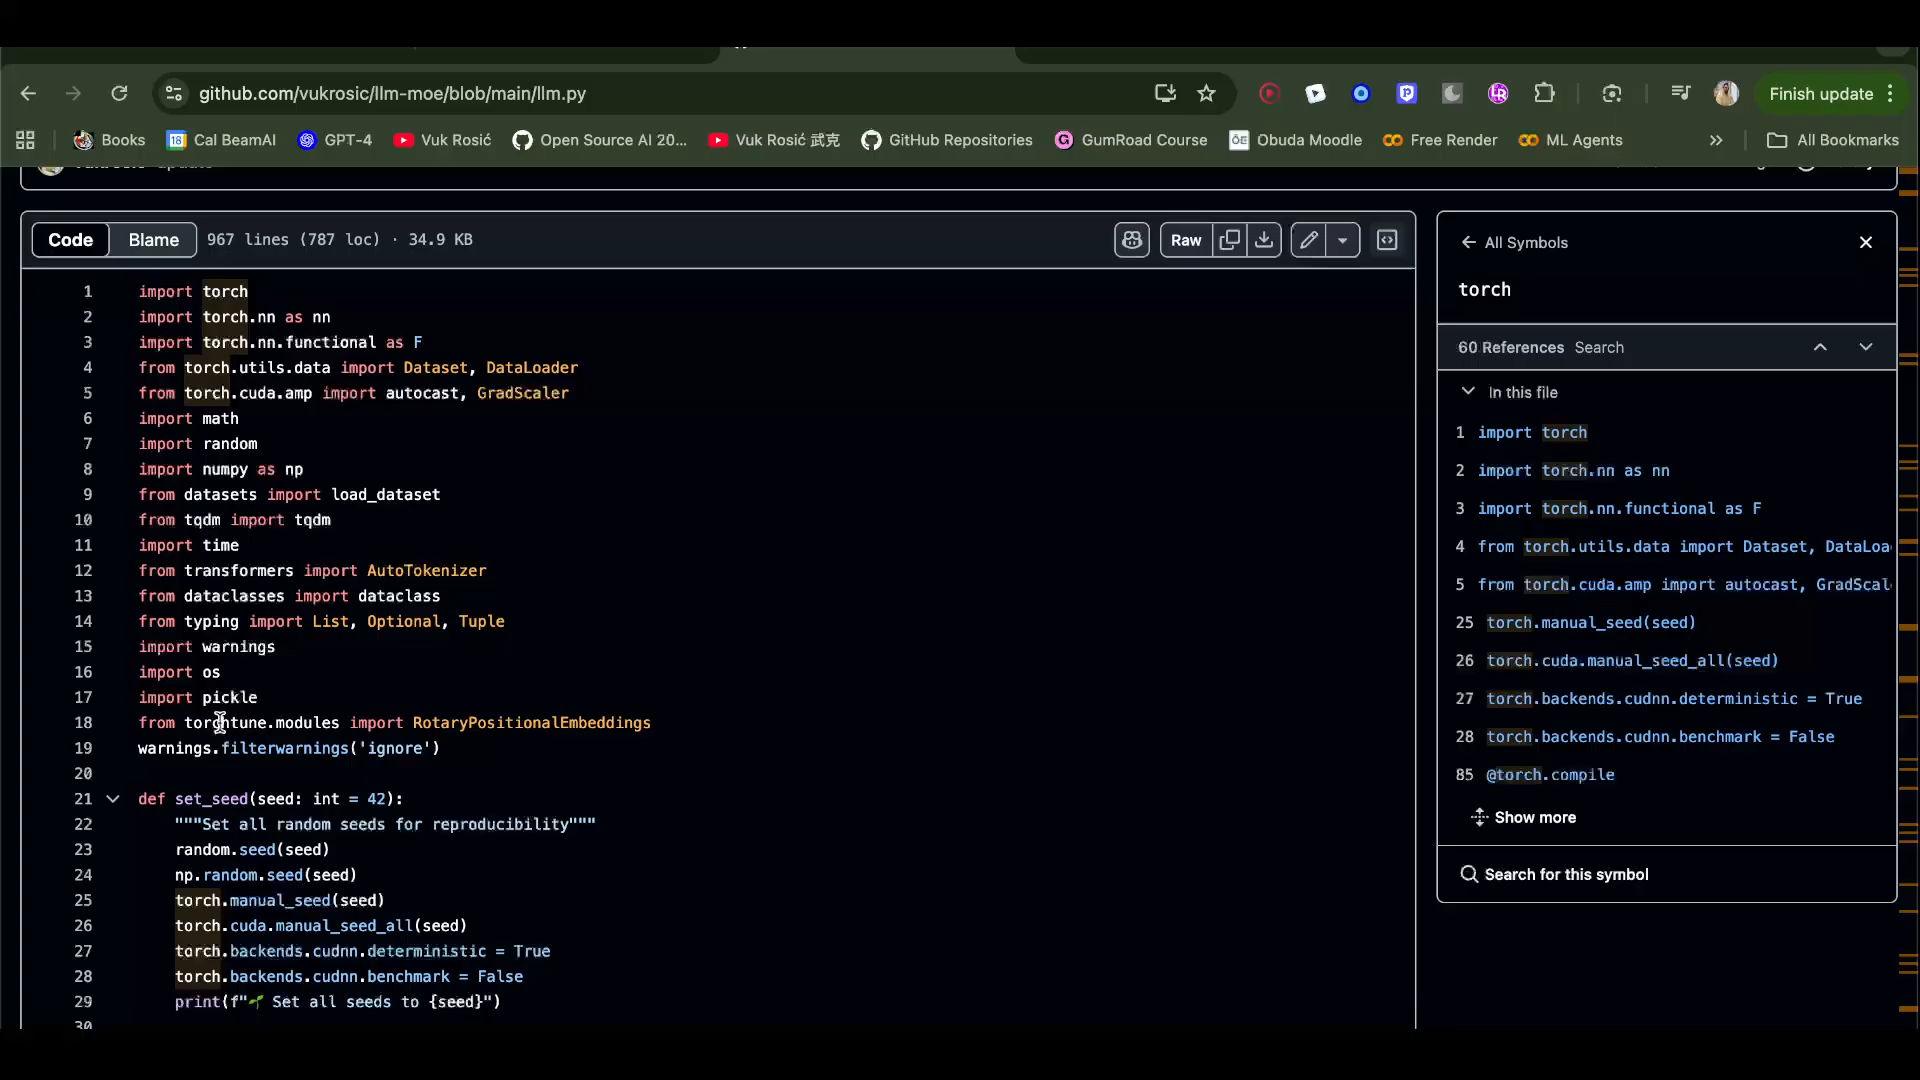 github.com/vukrosic/llm-moe/blob/main/llm.py
Finish update
Books
Cal BeamAI
GPT-4
Vuk Rosić
Open Source AI 20...
Vuk Rosić 武克
GitHub Repositories
GumRoad Course
Obuda Moodle
Free Render
ML Agents
All Bookmarks
Code Blame 967 lines (787 loc) · 34.9 KB
Raw
1 import torch
2 import torch.nn as nn
3 import torch.nn.functional as F
4 from torch.utils.data import Dataset, DataLoader
5 from torch.cuda.amp import autocast, GradScaler
6 import math
7 import random
8 import numpy as np
9 from datasets import load_dataset
10 from tqdm import tqdm
11 import time
12 from transformers import AutoTokenizer
13 from dataclasses import dataclass
14 from typing import List, Optional, Tuple
15 import warnings
16 import os
17 import pickle
18 from torchtune.modules import RotaryPositionalEmbeddings
19 warnings.filterwarnings('ignore')
20
21 def set_seed(seed: int = 42):
22 """Set all random seeds for reproducibility"""
23 random.seed(seed)
24 np.random.seed(seed)
25 torch.manual_seed(seed)
26 torch.cuda.manual_seed_all(seed)
27 torch.backends.cudnn.deterministic = True
28 torch.backends.cudnn.benchmark = False
29 print(f"🌱 Set all seeds to {seed}")
30
All Symbols
torch
60 References Search
In this file
1 import torch
2 import torch.nn as nn
3 import torch.nn.functional as F
4 from torch.utils.data import Dataset, DataLoa
5 from torch.cuda.amp import autocast, GradScal
25 torch.manual_seed(seed)
26 torch.cuda.manual_seed_all(seed)
27 torch.backends.cudnn.deterministic = True
28 torch.backends.cudnn.benchmark = False
85 @torch.compile
Show more
Search for this symbol